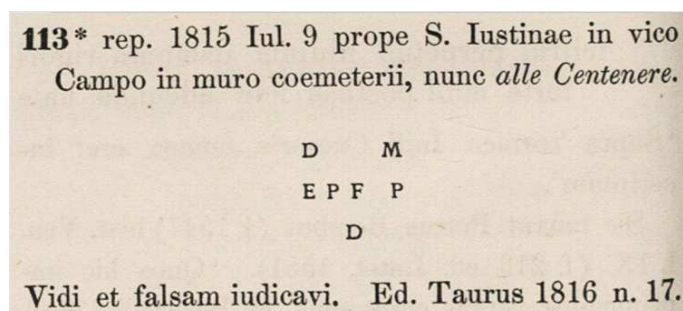 113* rep. 1815 Iul. 9 prope S. Iustinae in vico
Campo in muro coemeterii, nunc alle Centenere.
D M
E P F P
D
Vidi et falsam iudicavi. Ed. Taurus 1816 n. 17.